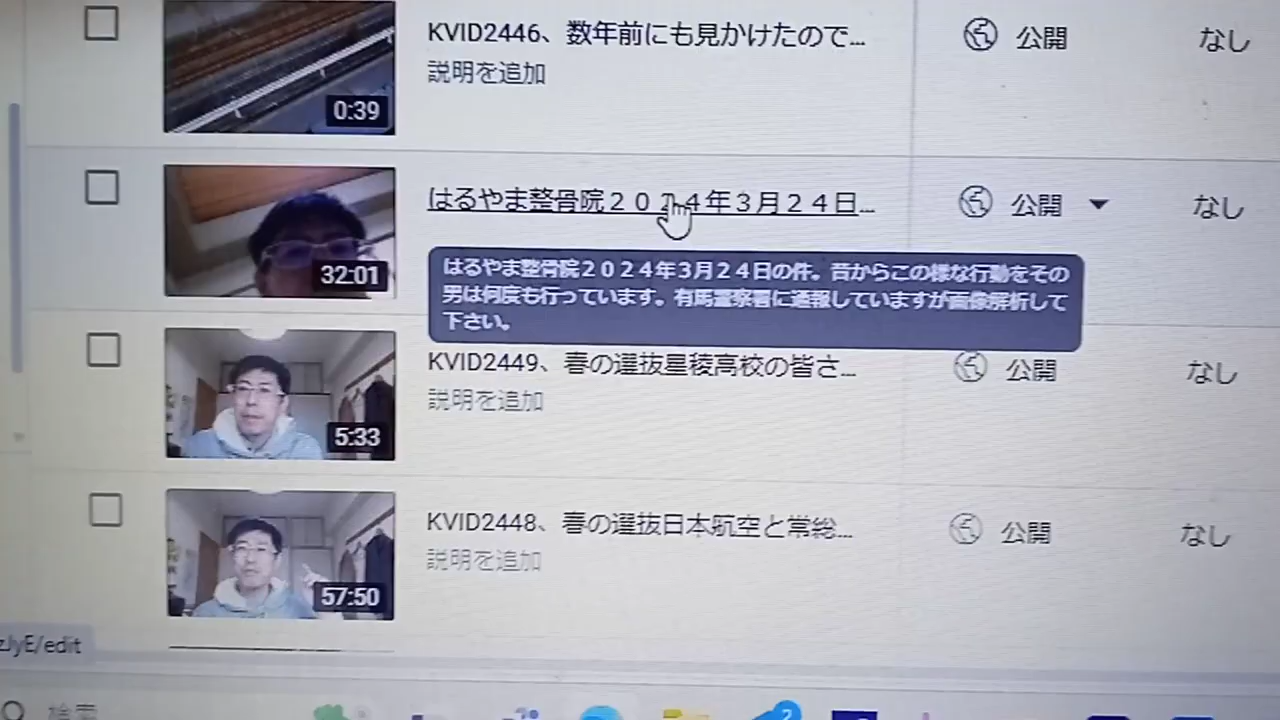 KVID2446、数年前にも見かけたので...
公開
なし
説明を追加
0:39
はるやま整骨院２０２４年３月２４日...
公開
なし
32:01
はるやま整骨院２０２４年３月２４日の件。昔からこの様な行動をその
男は何度も行っています。有馬警察署に通報していますが画像解析して
下さい。
KVID2449、春の選抜星稜高校の皆さ...
公開
なし
説明を追加
5:33
KVID2448、春の選抜日本航空と常総...
公開
なし
説明を追加
57:50
zJyE/edit
検索
2